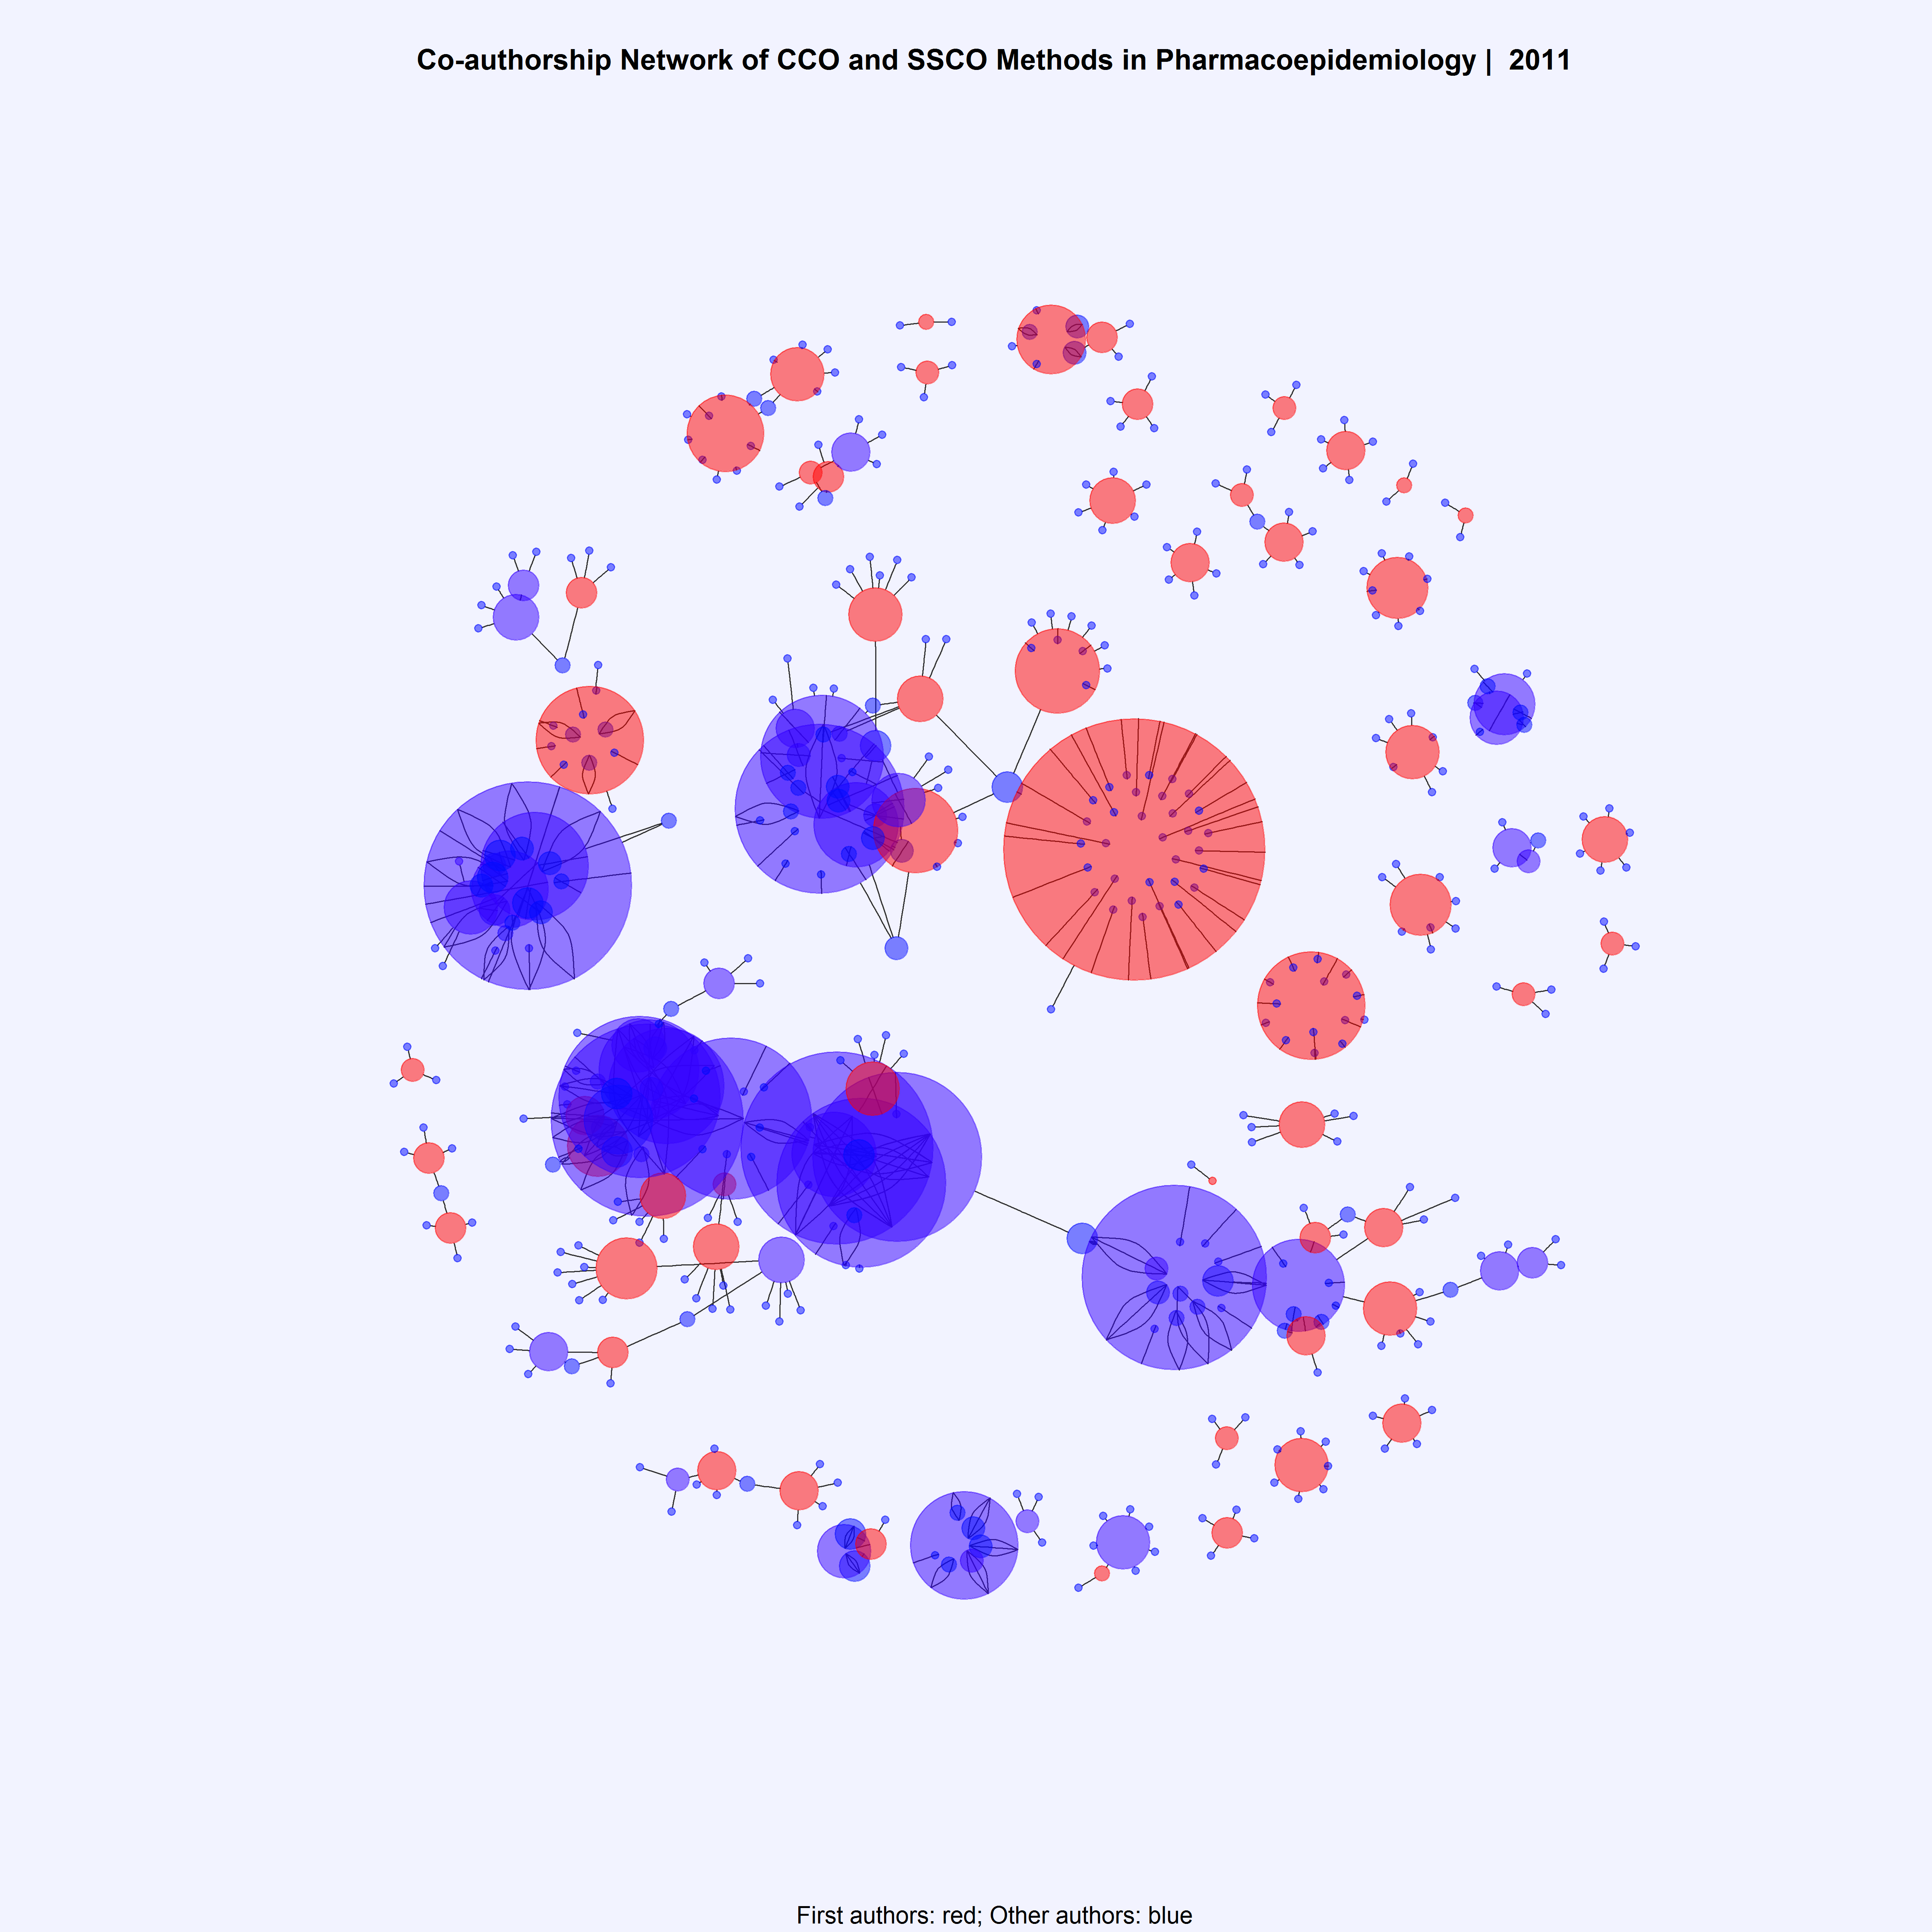 Co-authorship Network of CCO and SSCO Methods in Pharmacoepidemiology | 2011
First authors: red; Other authors: blue